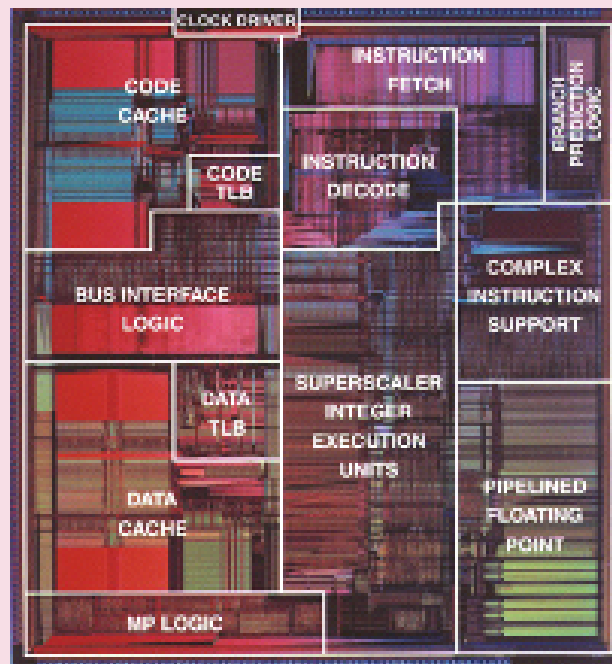 CLOCK DRIVER
CODE
CACHE
INSTRUCTION
FETCH
BRANCH
PREDICTION
LOGIC
CODE
TLB
INSTRUCTION
DECODE
BUS INTERFACE
LOGIC
COMPLEX
INSTRUCTION
SUPPORT
DATA
TLB
SUPERSCALER
INTEGER
EXECUTION
UNITS
DATA
CACHE
PIPELINED
FLOATING
POINT
MP LOGIC